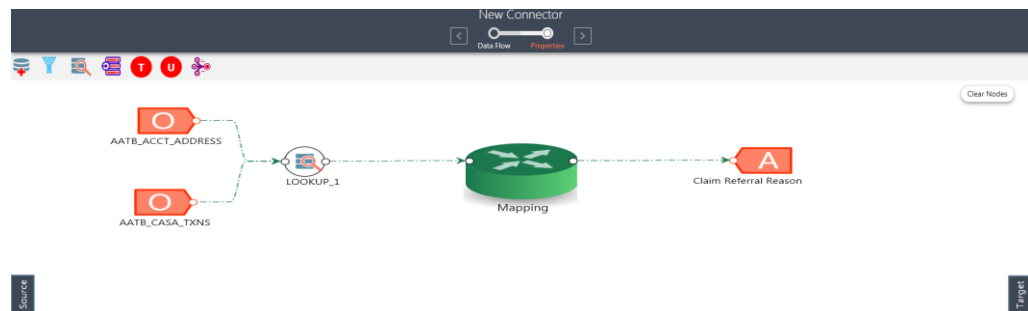 New Connector
<
>
Data Flow
Properties
T
U
Clear Nodes
O
AATB_ACCT_ADDRESS
LOOKUP_1
O
AATB_CASA_TXNS
Mapping
A
Claim Referral Reason
Source
Target